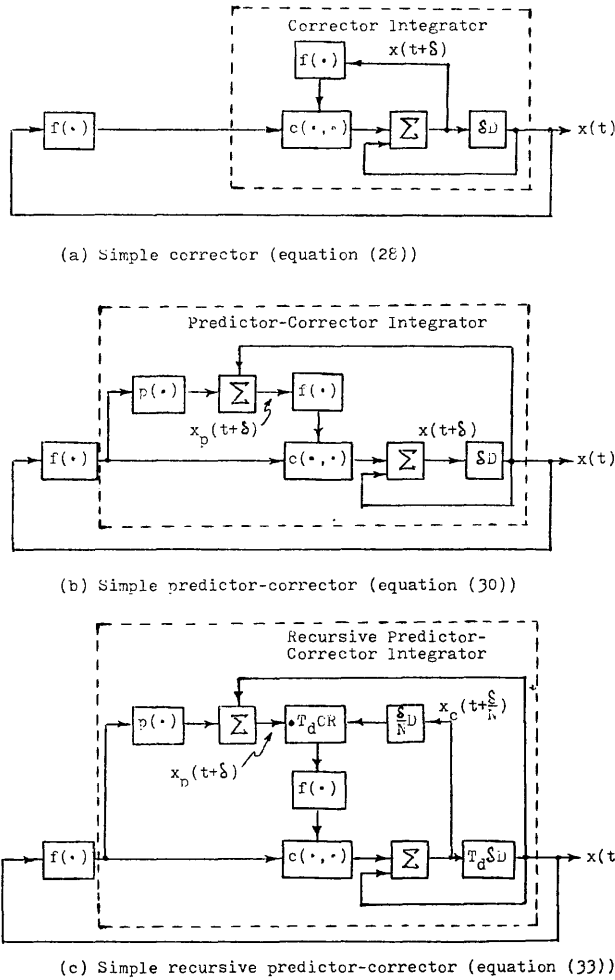 Corrector Integrator
x(t+δ)
f(•)
f(•)
c(•,•)
Σ
δD
x(t)
(a) Simple corrector (equation (28))
Predictor-Corrector Integrator
p(•)
Σ
f(•)
x_p(t+δ)
x(t+δ)
f(•)
c(•,•)
Σ
δD
x(t)
(b) Simple predictor-corrector (equation (30))
Recursive Predictor-
Corrector Integrator
p(•)
Σ
•T_dOR
δ/N D
x_c(t+δ/N)
x_p(t+δ)
f(•)
f(•)
c(•,•)
Σ
T_dδD
x(t
(c) Simple recursive predictor-corrector (equation (33))